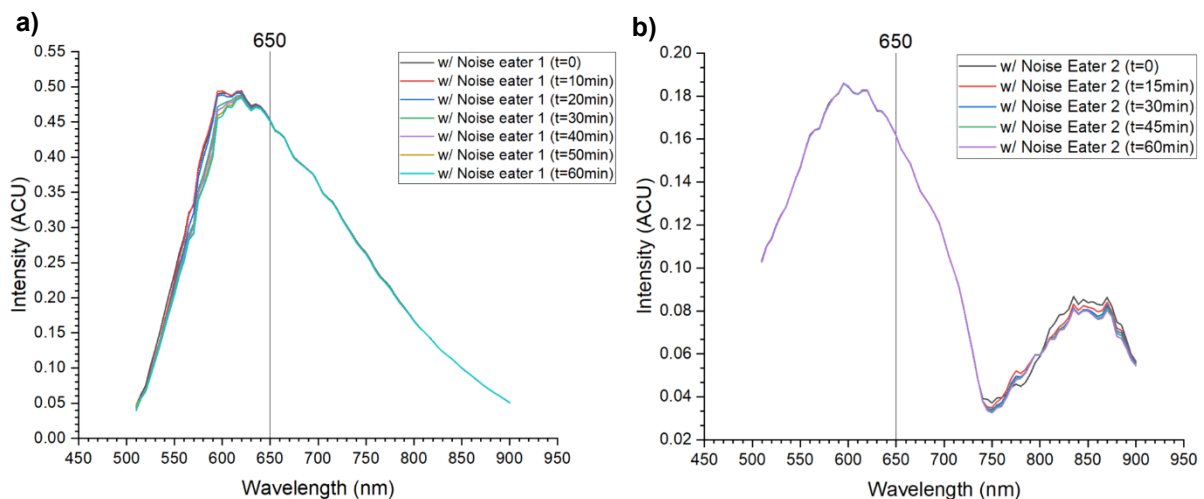 a)
650
0.55
0.50
0.45
0.40
0.35
0.30
0.25
0.20
0.15
0.10
0.05
0.00
Intensity (ACU)
w/ Noise eater 1 (t=0)
w/ Noise eater 1 (t=10min)
w/ Noise eater 1 (t=20min)
w/ Noise eater 1 (t=30min)
w/ Noise eater 1 (t=40min)
w/ Noise eater 1 (t=50min)
w/ Noise eater 1 (t=60min)
450 500 550 600 650 700 750 800 850 900 950
Wavelength (nm)
b)
650
0.20
0.18
0.16
0.14
0.12
0.10
0.08
0.06
0.04
0.02
Intensity (ACU)
w/ Noise Eater 2 (t=0)
w/ Noise Eater 2 (t=15min)
w/ Noise Eater 2 (t=30min)
w/ Noise Eater 2 (t=45min)
w/ Noise Eater 2 (t=60min)
450 500 550 600 650 700 750 800 850 900 950
Wavelength (nm)